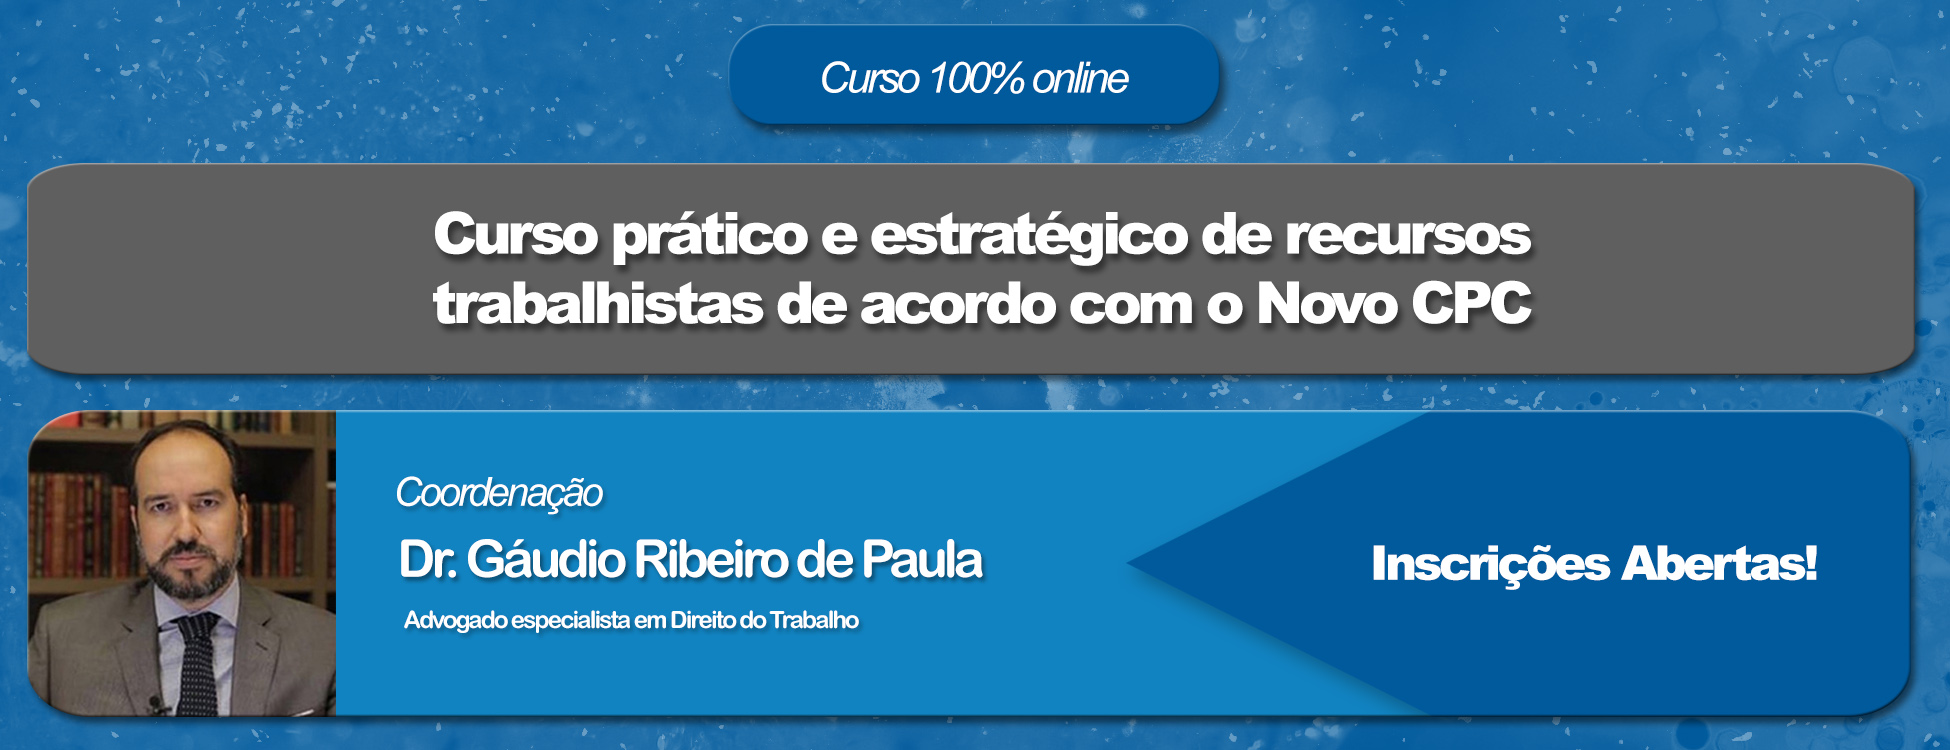 Curso 100% online
Curso prático e estratégico de recursos
trabalhistas de acordo com o Novo CPC
Coordenação
Dr. Gáudio Ribeiro de Paula
Advogado especialista em Direito do Trabalho
Inscrições Abertas!